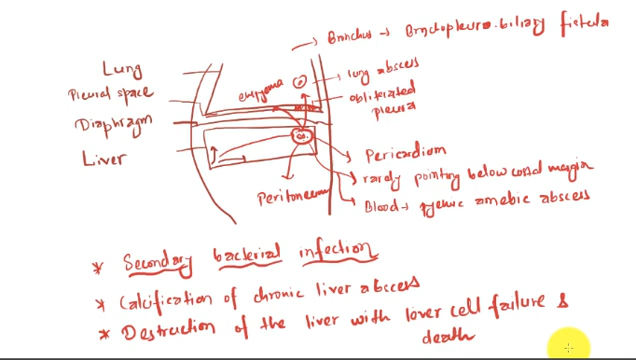 Bronchus → Bronchopleuro-biliary fistula
Lung
Pleural space
Diaphragm
Liver
empyema
lung abscess
obliterated
pleura
Pericardium
rarely pointing below costal margin
Blood →
amebic abscess
Peritoneum
* Secondary bacterial infection
* Calcification of chronic liver abscess
* Destruction of the liver with lover cell failure &
death